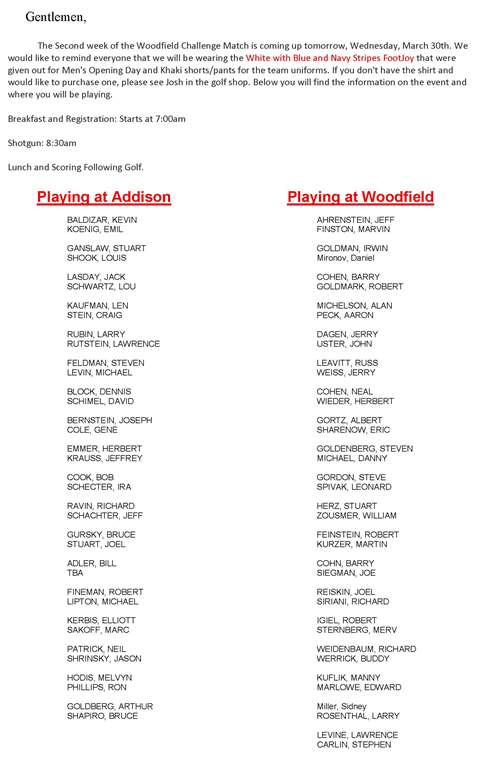 Gentlemen,
The Second week of the Woodfield Challenge Match is coming up tomorrow, Wednesday, March 30th. We
would like to remind everyone that we will be wearing the White with Blue and Navy Stripes FootJoy that were
given out for Men's Opening Day and Khaki shorts/pants for the team uniforms. If you don't have the shirt and
would like to purchase one, please see Josh in the golf shop. Below you will find the information on the event and
where you will be playing.
Breakfast and Registration: Starts at 7:00am
Shotgun: 8:30am
Lunch and Scoring Following Golf.
Playing at Addison
BALDIZAR, KEVIN
KOENIG, EMIL
GANSLAW, STUART
SHOOK, LOUIS
LASDAY, JACK
SCHWARTZ, LOU
KAUFMAN, LEN
STEIN, CRAIG
RUBIN, LARRY
RUTSTEIN, LAWRENCE
FELDMAN, STEVEN
LEVIN, MICHAEL
BLOCK, DENNIS
SCHIMEL, DAVID
BERNSTEIN, JOSEPH
COLE, GENE
EMMER, HERBERT
KRAUSS, JEFFREY
COOK, BOB
SCHECTER, IRA
RAVIN, RICHARD
SCHACHTER, JEFF
GURSKY, BRUCE
STUART, JOEL
ADLER, BILL
TBA
FINEMAN, ROBERT
LIPTON, MICHAEL
KERBIS, ELLIOTT
SAKOFF, MARC
PATRICK, NEIL
SHRINSKY, JASON
HODIS, MELVYN
PHILLIPS, RON
GOLDBERG, ARTHUR
SHAPIRO, BRUCE
Playing at Woodfield
AHRENSTEIN, JEFF
FINSTON, MARVIN
GOLDMAN, IRWIN
Mironov, Daniel
COHEN, BARRY
GOLDMARK, ROBERT
MICHELSON, ALAN
PECK, AARON
DAGEN, JERRY
USTER, JOHN
LEAVITT, RUSS
WEISS, JERRY
COHEN, NEAL
WIEDER, HERBERT
GORTZ, ALBERT
SHARENOW, ERIC
GOLDENBERG, STEVEN
MICHAEL, DANNY
GORDON, STEVE
SPIVAK, LEONARD
HERZ, STUART
ZOUSMER, WILLIAM
FEINSTEIN, ROBERT
KURZER, MARTIN
COHN, BARRY
SIEGMAN, JOE
REISKIN, JOEL
SIRIANI, RICHARD
IGIEL, ROBERT
STERNBERG, MERV
WEIDENBAUM, RICHARD
WERRICK, BUDDY
KUFLIK, MANNY
MARLOWE, EDWARD
Miller, Sidney
ROSENTHAL, LARRY
LEVINE, LAWRENCE
CARLIN, STEPHEN